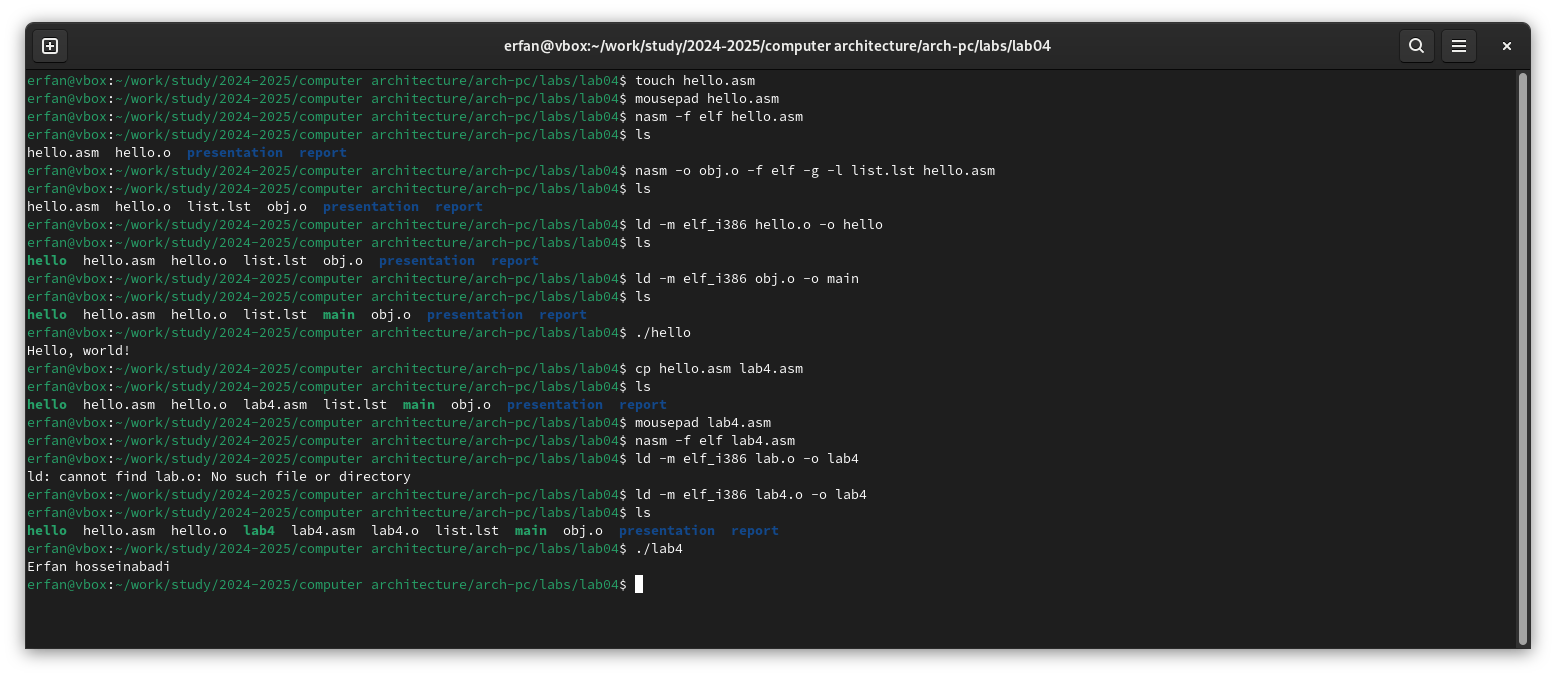 erfan@vbox:~/work/study/2024-2025/computer architecture/arch-pc/labs/lab04
erfan@vbox:~/work/study/2024-2025/computer architecture/arch-pc/labs/lab04$ touch hello.asm
erfan@vbox:~/work/study/2024-2025/computer architecture/arch-pc/labs/lab04$ mousepad hello.asm
erfan@vbox:~/work/study/2024-2025/computer architecture/arch-pc/labs/lab04$ nasm -f elf hello.asm
erfan@vbox:~/work/study/2024-2025/computer architecture/arch-pc/labs/lab04$ ls
hello.asm  hello.o  presentation  report
erfan@vbox:~/work/study/2024-2025/computer architecture/arch-pc/labs/lab04$ nasm -o obj.o -f elf -g -l list.lst hello.asm
erfan@vbox:~/work/study/2024-2025/computer architecture/arch-pc/labs/lab04$ ls
hello.asm  hello.o  list.lst  obj.o  presentation  report
erfan@vbox:~/work/study/2024-2025/computer architecture/arch-pc/labs/lab04$ ld -m elf_i386 hello.o -o hello
erfan@vbox:~/work/study/2024-2025/computer architecture/arch-pc/labs/lab04$ ls
hello  hello.asm  hello.o  list.lst  obj.o  presentation  report
erfan@vbox:~/work/study/2024-2025/computer architecture/arch-pc/labs/lab04$ ld -m elf_i386 obj.o -o main
erfan@vbox:~/work/study/2024-2025/computer architecture/arch-pc/labs/lab04$ ls
hello  hello.asm  hello.o  list.lst  main  obj.o  presentation  report
erfan@vbox:~/work/study/2024-2025/computer architecture/arch-pc/labs/lab04$ ./hello
Hello, world!
erfan@vbox:~/work/study/2024-2025/computer architecture/arch-pc/labs/lab04$ cp hello.asm lab4.asm
erfan@vbox:~/work/study/2024-2025/computer architecture/arch-pc/labs/lab04$ ls
hello  hello.asm  hello.o  lab4.asm  list.lst  main  obj.o  presentation  report
erfan@vbox:~/work/study/2024-2025/computer architecture/arch-pc/labs/lab04$ mousepad lab4.asm
erfan@vbox:~/work/study/2024-2025/computer architecture/arch-pc/labs/lab04$ nasm -f elf lab4.asm
erfan@vbox:~/work/study/2024-2025/computer architecture/arch-pc/labs/lab04$ ld -m elf_i386 lab.o -o lab4
ld: cannot find lab.o: No such file or directory
erfan@vbox:~/work/study/2024-2025/computer architecture/arch-pc/labs/lab04$ ld -m elf_i386 lab4.o -o lab4
erfan@vbox:~/work/study/2024-2025/computer architecture/arch-pc/labs/lab04$ ls
hello  hello.asm  hello.o  lab4  lab4.asm  lab4.o  list.lst  main  obj.o  presentation  report
erfan@vbox:~/work/study/2024-2025/computer architecture/arch-pc/labs/lab04$ ./lab4
Erfan hosseinabadi
erfan@vbox:~/work/study/2024-2025/computer architecture/arch-pc/labs/lab04$